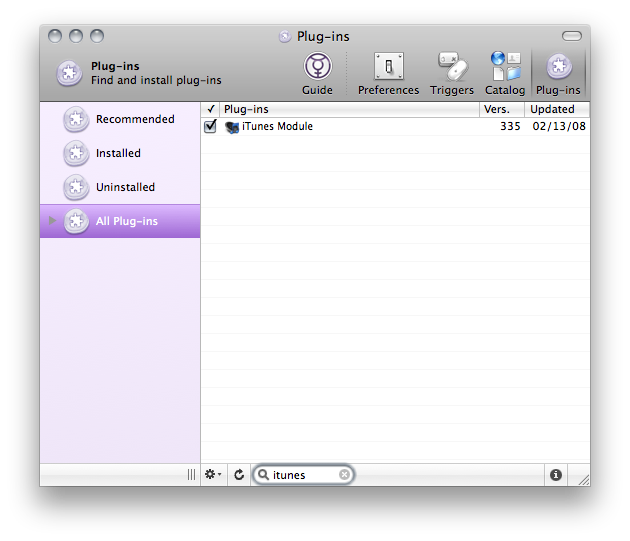 Plug-ins
Plug-ins
Find and install plug-ins
Guide
Preferences
Triggers
Catalog
Plug-ins
✓ Plug-ins Vers. Updated
Recommended
Installed
Uninstalled
All Plug-ins
iTunes Module 335 02/13/08
itunes